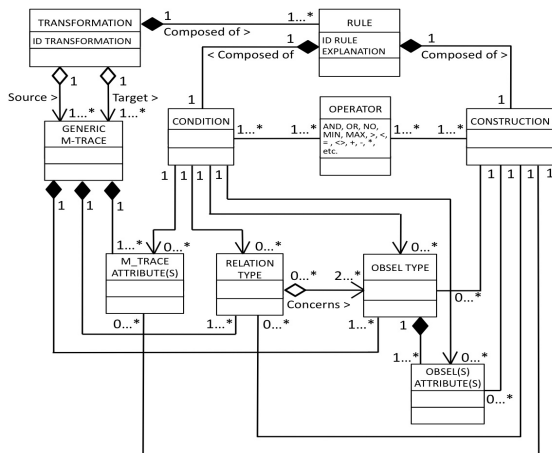 TRANSFORMATION
ID TRANSFORMATION
1
1...*
Composed of >
RULE
ID RULE
EXPLANATION
1
< Composed of
1
Composed of >
1
1
Source >
Target >
1...*
1...*
GENERIC
M-TRACE
1
CONDITION
1...*
1...*
OPERATOR
AND, OR, NO,
MIN, MAX, >, <,
= , <>, +, -, *,
etc.
1...*
1...*
1
CONSTRUCTION
1
1
1
1
1
1
1
1
1
1
1
1...*
0...*
M_TRACE
ATTRIBUTE(S)
0...*
0...*
RELATION
TYPE
1...*
0...*
0...*
2...*
Concerns >
0...*
OBSEL TYPE
1...*
1
0...*
1...*
0...*
OBSEL(S)
ATTRIBUTE(S)
0...*